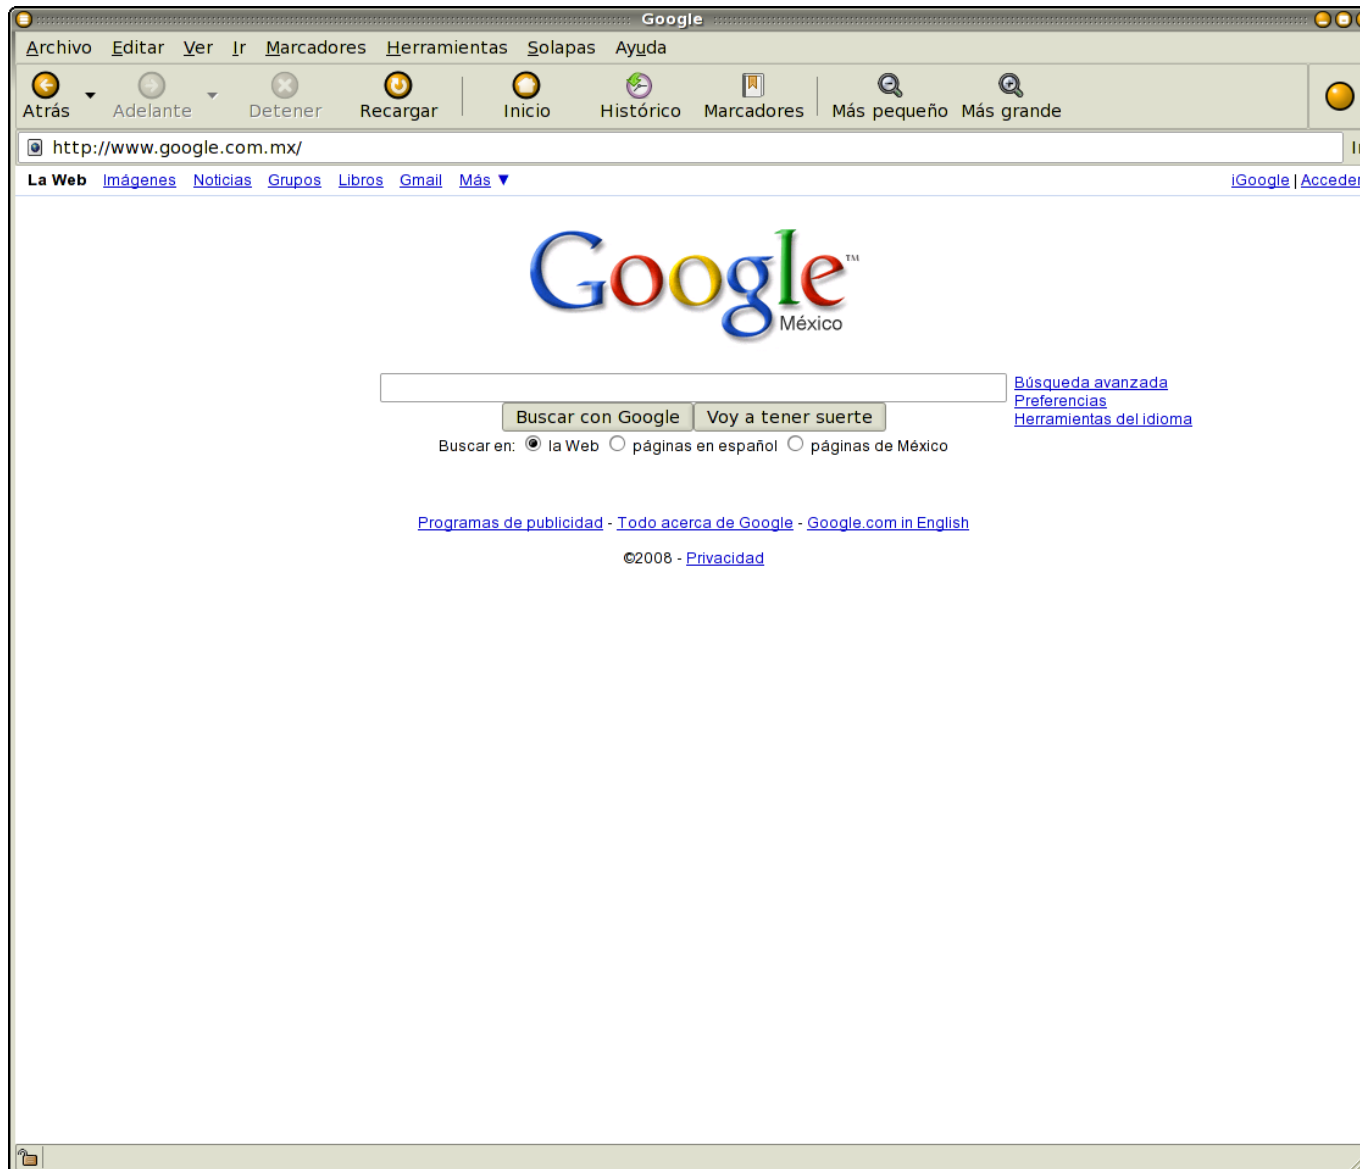 Google
Archivo Editar Ver Ir Marcadores Herramientas Solapas Ayuda
Atrás Adelante Detener Recargar Inicio Histórico Marcadores Más pequeño Más grande
http://www.google.com.mx/
La Web Imágenes Noticias Grupos Libros Gmail Más ▼ iGoogle | Acceder
Google™
México
Búsqueda avanzada
Preferencias
Buscar con Google Voy a tener suerte Herramientas del idioma
Buscar en: la Web páginas en español páginas de México
Programas de publicidad - Todo acerca de Google - Google.com in English
©2008 - Privacidad